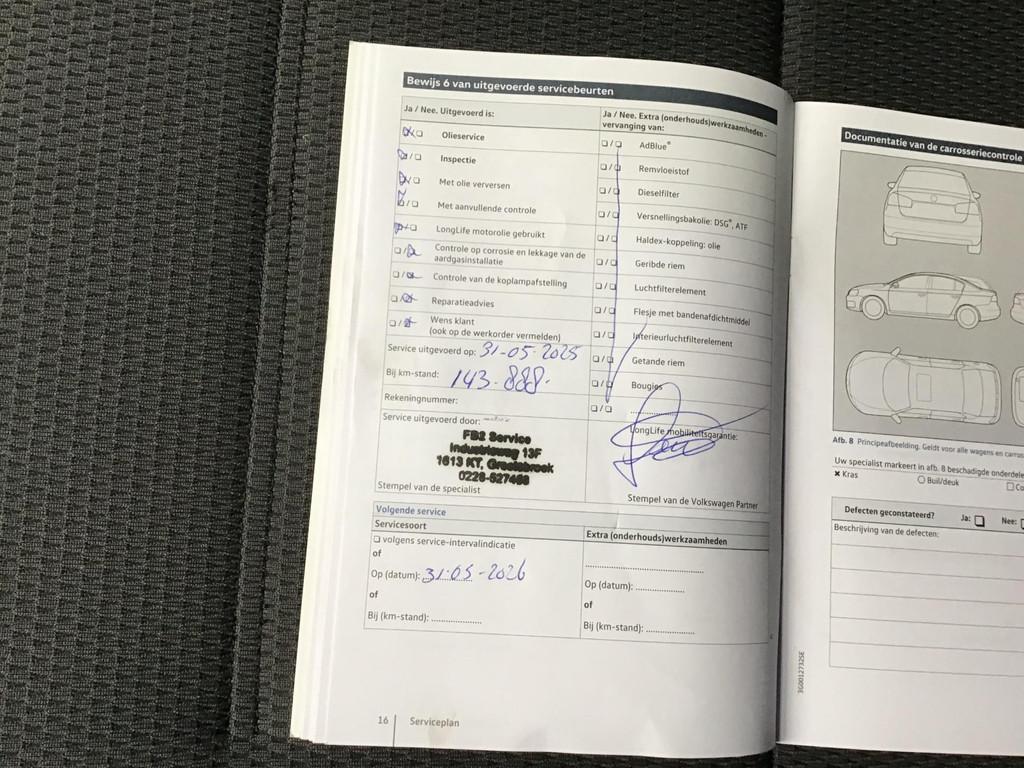 Bewijs 6 van uitgevoerde servicebeurten
Ja / Nee. Uitgevoerd is:
Olieservice
Inspectie
Met olie verversen
Met aanvullende controle
LongLife motorolie gebruikt
Controle op corrosie en lekkage van de
aardgasinstallatie
Controle van de koplampafstelling
Reparatieadvies
Wens klant
(ook op de werkorder vermelden)
Service uitgevoerd op: 31-05-2025
Bij km-stand: 143.888.
Rekeningnummer:
Service uitgevoerd door:
FB2 Service
Industrieweg 13F
1613 KT, Grootebroek
0228-527468
Stempel van de specialist
Ja / Nee. Extra (onderhouds)werkzaamheden -
vervanging van:
AdBlue®
Remvloeistof
Dieselfilter
Versnellingsbakolie: DSG®, ATF
Haldex-koppeling: olie
Geribde riem
Luchtfilterelement
Flesje met bandenafdichtmiddel
Interieurluchtfilterelement
Getande riem
Bougies
LongLife mobiliteitsgarantie:
Stempel van de Volkswagen Partner
Volgende service
Servicesoort
volgens service-intervalindicatie
of
Op (datum): 31-05-2026
of
Bij (km-stand): ...............
Extra (onderhouds)werkzaamheden
Op (datum): ...............
of
Bij (km-stand): ...............
16 Serviceplan
Documentatie van de carrosseriecontrole
Afb. 8 Principeafbeelding. Geldt voor alle wagens en
Uw specialist markeert in afb. 8 beschadigde
Kras
Buil/deuk
Defecten geconstateerd? Ja: Nee:
Beschrijving van de defecten:
3G0012732SE